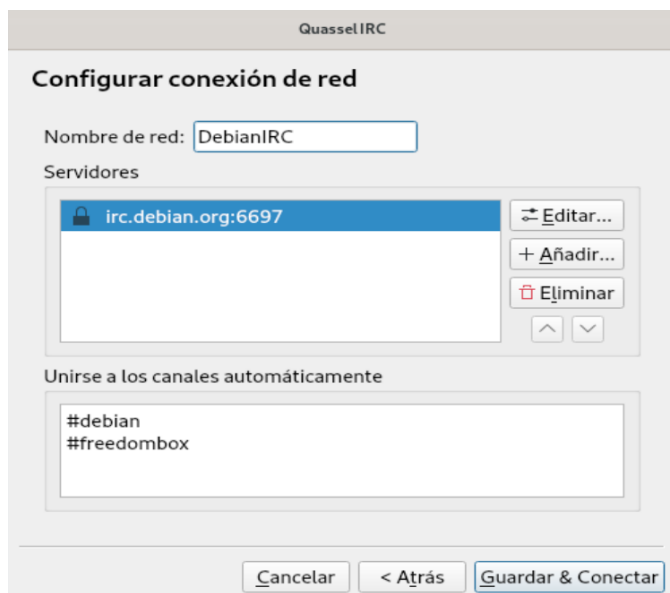 Quassel IRC
Configurar conexión de red
Nombre de red: DebianIRC
Servidores
irc.debian.org:6697
Editar...
+ Añadir...
Eliminar
Unirse a los canales automáticamente
#debian
#freedombox
Cancelar < Atrás Guardar & Conectar